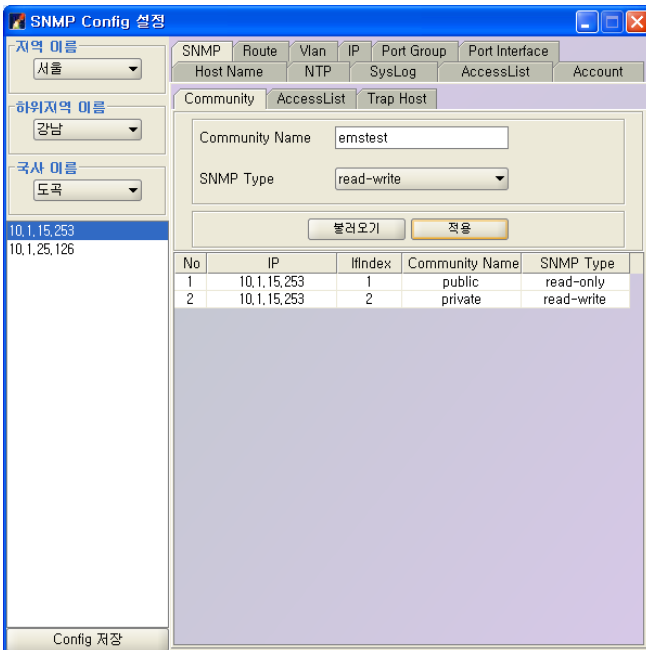 SNMP Config 설정
지역 이름
서울
하위지역 이름
강남
국사 이름
도곡
10,1,15,253
10,1,25,126
Config 저장
SNMP Route Vlan IP Port Group Port Interface
Host Name NTP SysLog AccessList Account
Community AccessList Trap Host
Community Name emstest
SNMP Type read-write
불러오기 적용
No IP IfIndex Community Name SNMP Type
1 10,1,15,253 1 public read-only
2 10,1,15,253 2 private read-write